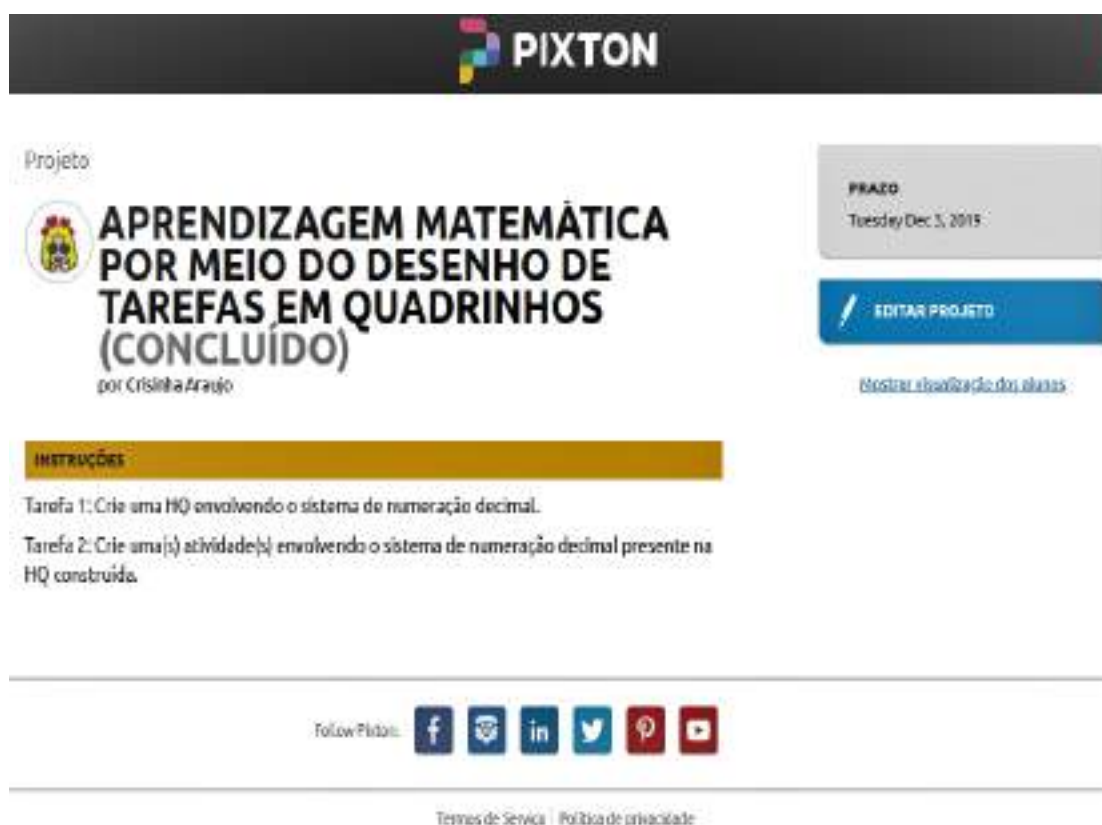 PIXTON
Projeto
APRENDIZAGEM MATEMÁTICA
POR MEIO DO DESENHO DE
TAREFAS EM QUADRINHOS
(CONCLUÍDO)
por Crisinha Araujo
PRAZO
Tuesday Dec 3, 2019
EDITAR PROJETO
Mostrar visualização dos alunos
INSTRUÇÕES
Tarefa 1: Crie uma HQ envolvendo o sistema de numeração decimal.
Tarefa 2: Crie uma(s) atividade(s) envolvendo o sistema de numeração decimal presente na
HQ construída.
Follow Pixton:
Termos de Serviço | Política de privacidade